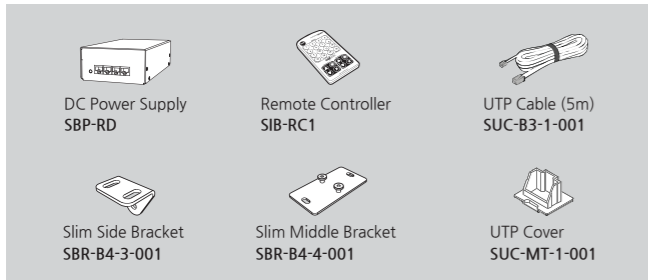 DC Power Supply
SBP-RD
Remote Controller
SIB-RC1
UTP Cable (5m)
SUC-B3-1-001
Slim Side Bracket
SBR-B4-3-001
Slim Middle Bracket
SBR-B4-4-001
UTP Cover
SUC-MT-1-001